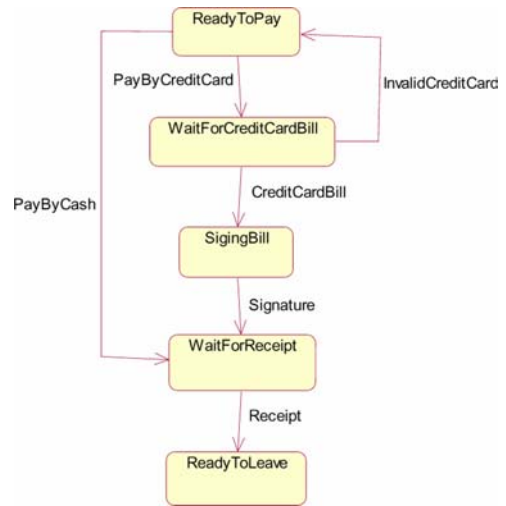 ReadyToPay
PayByCreditCard
InvalidCreditCard
WaitForCreditCardBill
CreditCardBill
PayByCash
SigingBill
Signature
WaitForReceipt
Receipt
ReadyToLeave